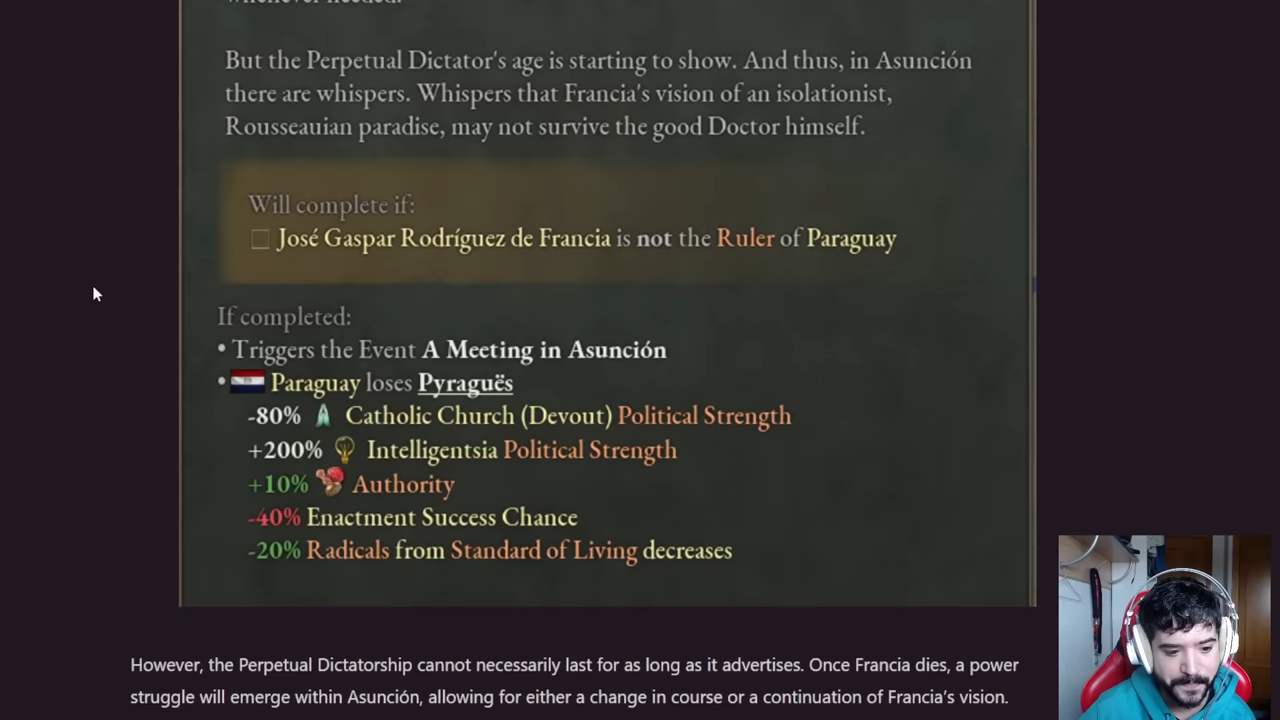 whenever needed.
But the Perpetual Dictator's age is starting to show. And thus, in Asunción
there are whispers. Whispers that Francia's vision of an isolationist,
Rousseauian paradise, may not survive the good Doctor himself.
Will complete if:
José Gaspar Rodríguez de Francia is not the Ruler of Paraguay
If completed:
• Triggers the Event A Meeting in Asunción
• Paraguay loses Pyraguës
-80% Catholic Church (Devout) Political Strength
+200% Intelligentsia Political Strength
+10% Authority
-40% Enactment Success Chance
-20% Radicals from Standard of Living decreases
However, the Perpetual Dictatorship cannot necessarily last for as long as it advertises. Once Francia dies, a power
struggle will emerge within Asunción, allowing for either a change in course or a continuation of Francia’s vision.